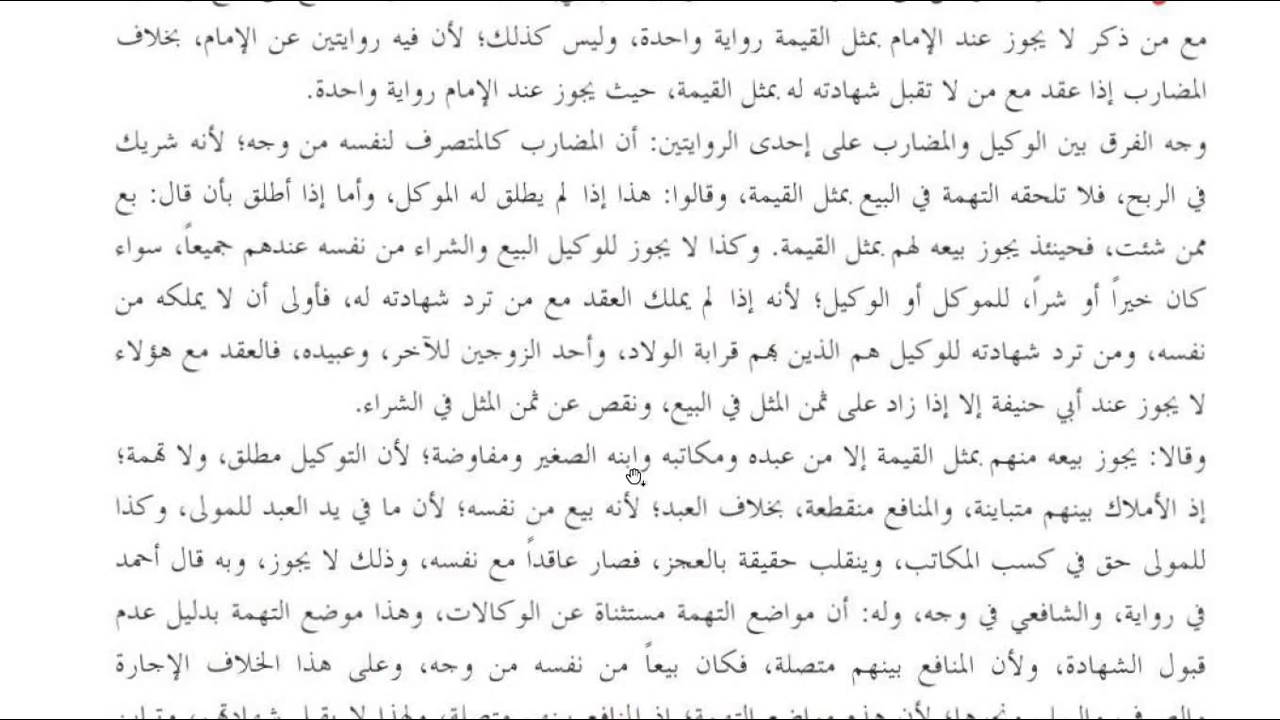 مع من ذكر لا يجوز عند الإمام بمثل القيمة رواية واحدة، وليس كذلك؛ لأن فيه روايتين عن الإمام، بخلاف
المضارب إذا عقد مع من لا تقبل شهادته له بمثل القيمة، حيث يجوز عند الإمام رواية واحدة.
وجه الفرق بين الوكيل والمضارب على إحدى الروايتين: أن المضارب كالمتصرف لنفسه من وجه؛ لأنه شريك
في الربح، فلا تلحقه التهمة في البيع بمثل القيمة، وقالوا: هذا إذا لم يطلق له الموكل، وأما إذا أطلق بأن قال: بع
ممن شئت، فحينئذ يجوز بيعه لهم بمثل القيمة. وكذا لا يجوز للوكيل البيع والشراء من نفسه عندهم جميعاً، سواء
كان خيراً أو شراً، للموكل أو الوكيل؛ لأنه إذا لم يملك العقد مع من ترد شهادته له، فأولى أن لا يملكه من
نفسه، ومن ترد شهادته للوكيل هم الذين بهم قرابة الولاد، وأحد الزوجين للآخر، وعبيده، فالعقد مع هؤلاء
لا يجوز عند أبي حنيفة إلا إذا زاد على ثمن المثل في البيع، ونقص عن ثمن المثل في الشراء.
وقالا: يجوز بيعه منهم بمثل القيمة إلا من عبده ومكاتبه وابنه الصغير ومفاوضة؛ لأن التوكيل مطلق، ولا تهمة؛
إذ الأملاك بينهم متباينة، والمنافع منقطعة، بخلاف العبد؛ لأنه بيع من نفسه؛ لأن ما في يد العبد للمولى، وكذا
للمولى حق في كسب المكاتب، وينقلب حقيقة بالعجز، فصار عاقداً مع نفسه، وذلك لا يجوز، وبه قال أحمد
في رواية، والشافعي في وجه، وله: أن مواضع التهمة مستثناة عن الوكالات، وهذا موضع التهمة بدليل عدم
قبول الشهادة، ولأن المنافع بينهم متصلة، فكان بيعاً من نفسه من وجه، وعلى هذا الخلاف الإجارة